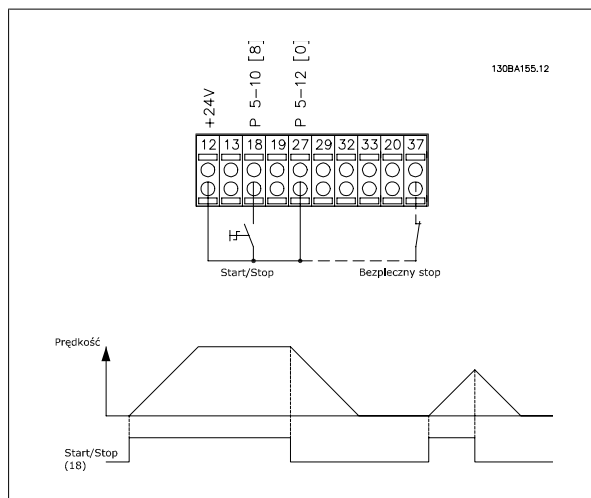 130BA155.12
+24V
P 5-10 [8]
P 5-12 [0]
12 13 18 19 27 29 32 33 20 37
Start/Stop
Bezpieczny stop
Prędkość
Start/Stop
(18)